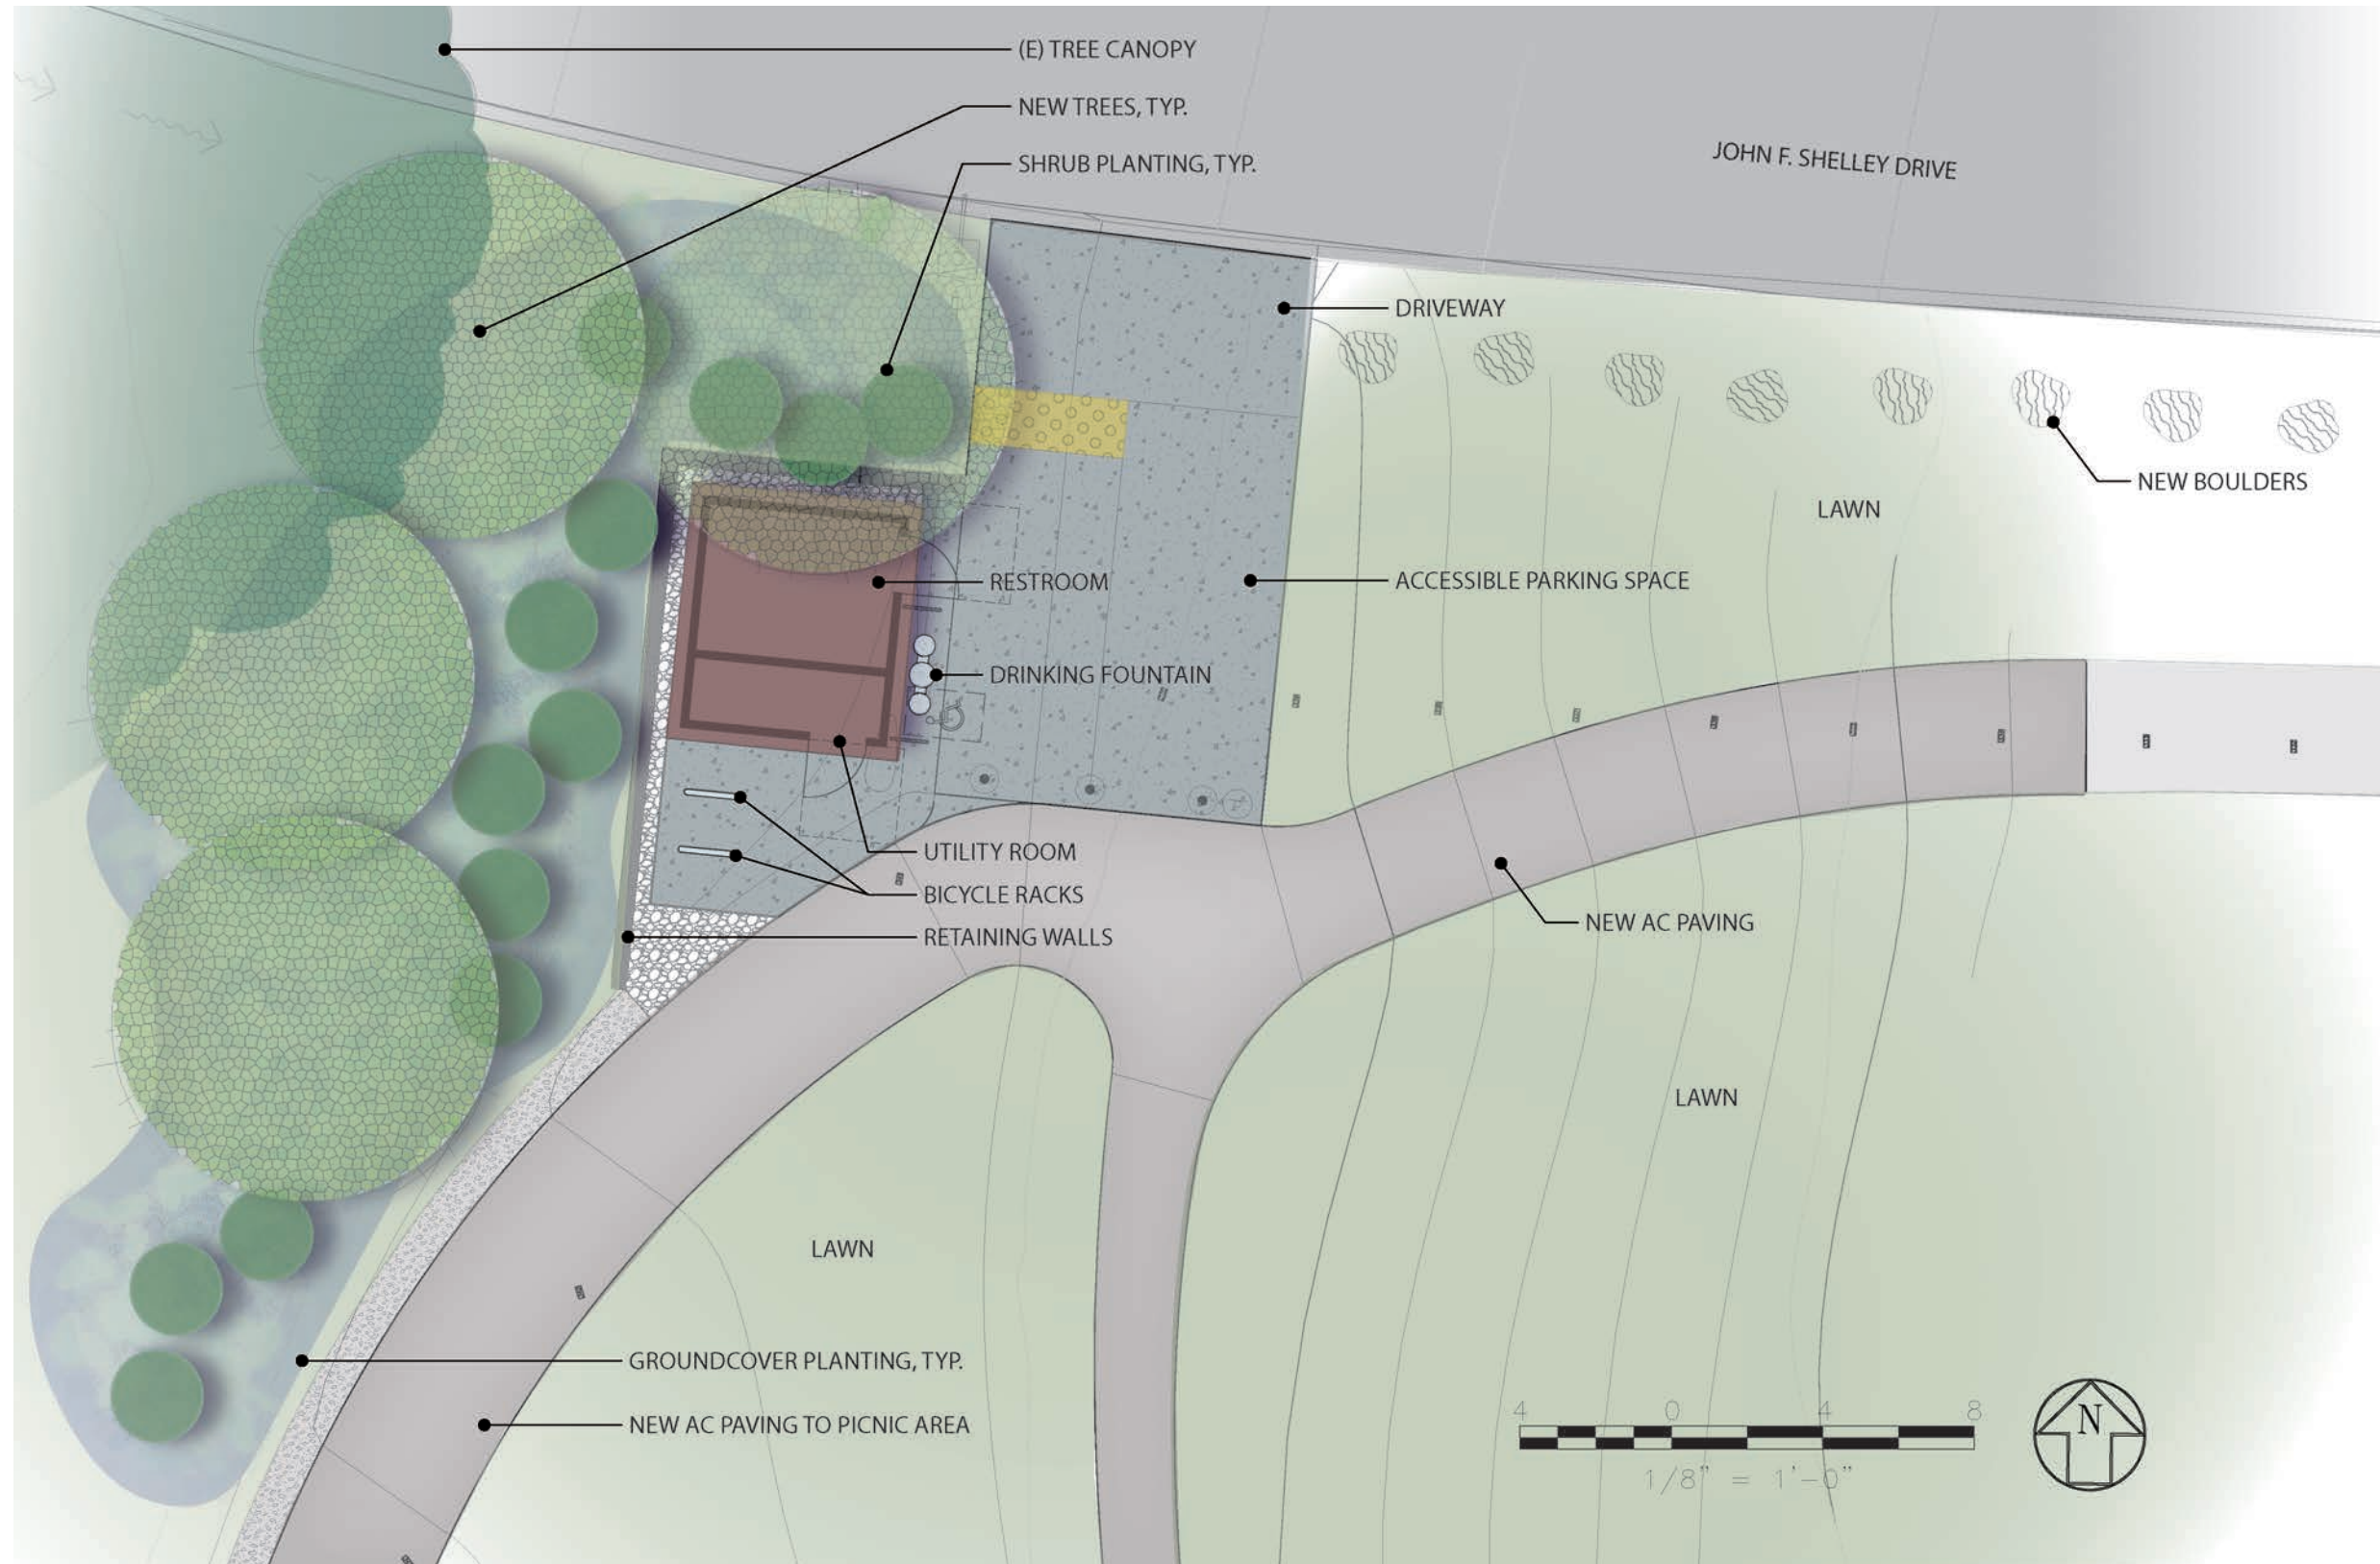 (E) TREE CANOPY
NEW TREES, TYP.
SHRUB PLANTING, TYP.
JOHN F. SHELLEY DRIVE
DRIVEWAY
NEW BOULDERS
LAWN
RESTROOM
ACCESSIBLE PARKING SPACE
DRINKING FOUNTAIN
UTILITY ROOM
BICYCLE RACKS
NEW AC PAVING
RETAINING WALLS
LAWN
LAWN
GROUNDCOVER PLANTING, TYP.
NEW AC PAVING TO PICNIC AREA
4 0 4 8
1/8" = 1'-0"
N